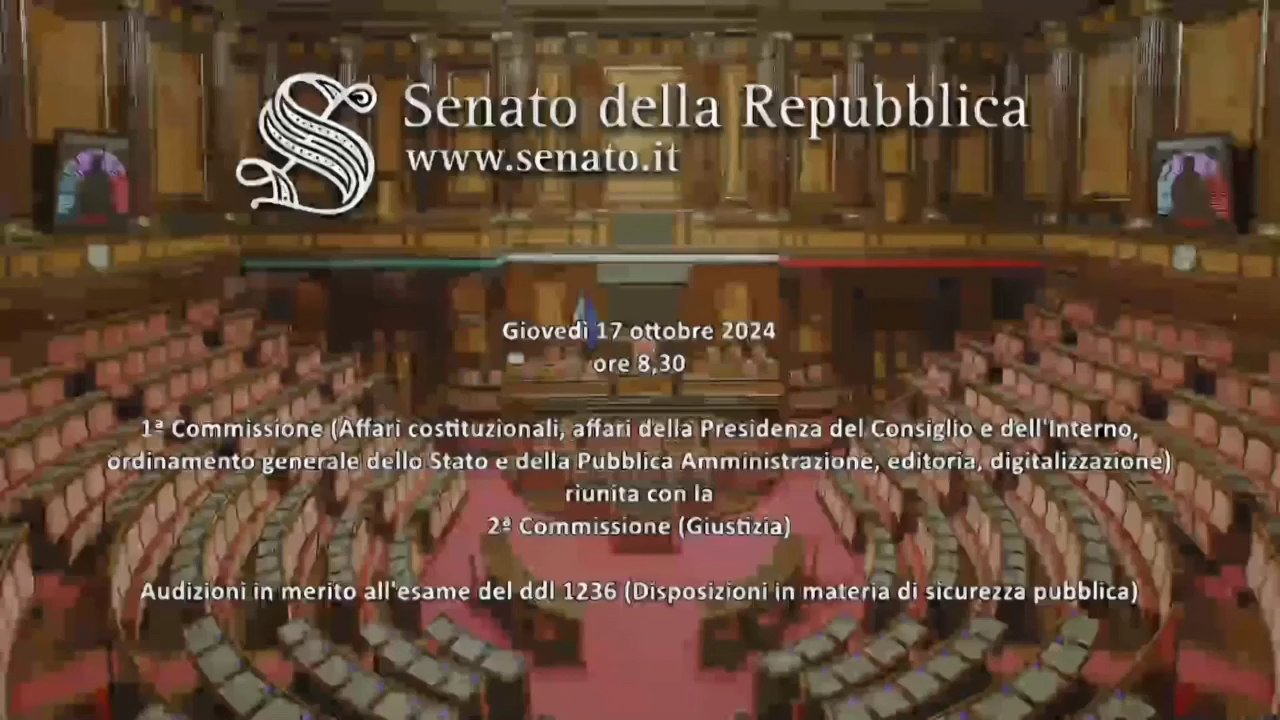 Senato della Repubblica
www.senato.it
Giovedì 17 ottobre 2024
ore 8,30
1ª Commissione (Affari costituzionali, affari della Presidenza del Consiglio e dell'Interno,
ordinamento generale dello Stato e della Pubblica Amministrazione, editoria, digitalizzazione)
riunita con la
2ª Commissione (Giustizia)
Audizioni in merito all'esame del ddl 1236 (Disposizioni in materia di sicurezza pubblica)